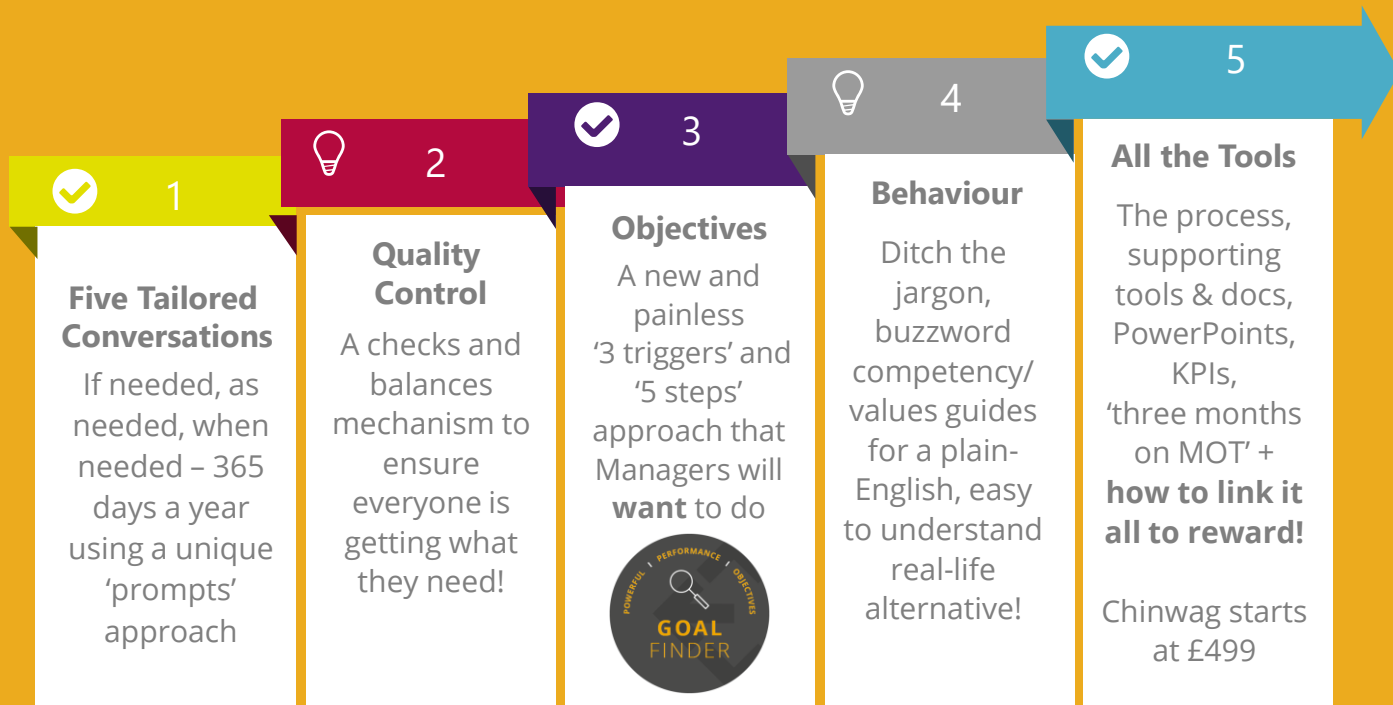 1
Five Tailored
Conversations
If needed, as
needed, when
needed – 365
days a year
using a unique
‘prompts’
approach
2
Quality
Control
A checks and
balances
mechanism to
ensure
everyone is
getting what
they need!
3
Objectives
A new and
painless
‘3 triggers’ and
‘5 steps’
approach that
Managers will
want to do
POWERFUL | PERFORMANCE | OBJECTIVES
GOAL
FINDER
4
Behaviour
Ditch the
jargon,
buzzword
competency/
values guides
for a plain-
English, easy
to understand
real-life
alternative!
5
All the Tools
The process,
supporting
tools & docs,
PowerPoints,
KPIs,
‘three months
on MOT’ +
how to link it
all to reward!
Chinwag starts
at £499